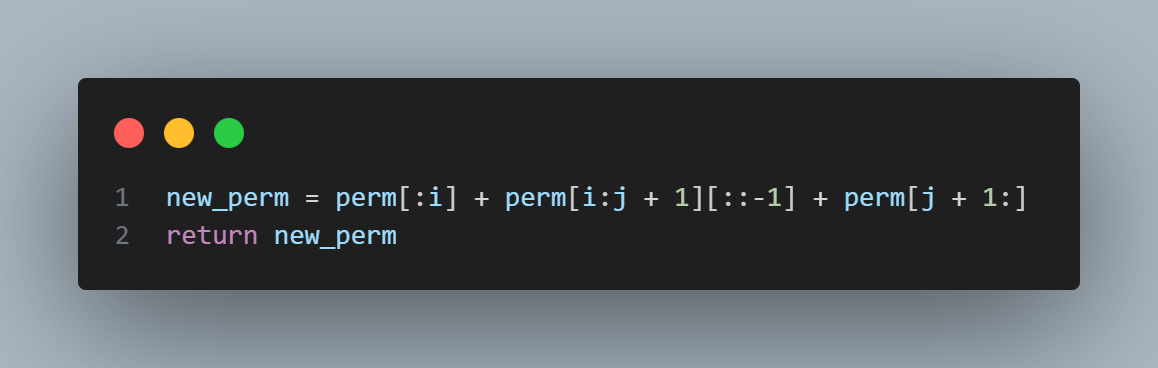 1 new_perm = perm[:i] + perm[i:j + 1][::-1] + perm[j + 1:]
2 return new_perm